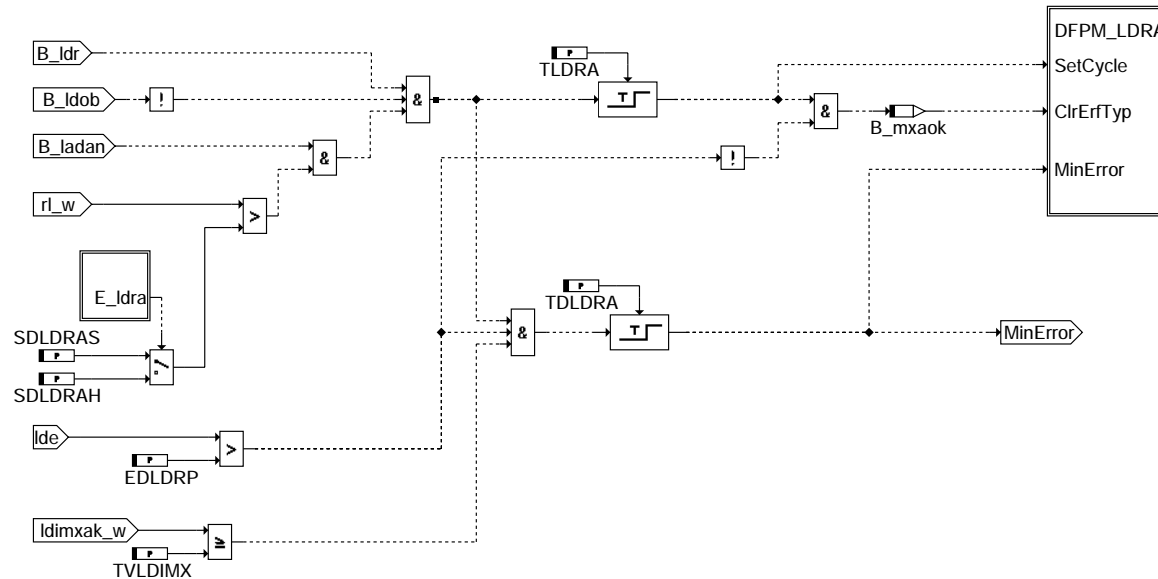 DFPM_LDRA
B_ldr
P
TLDRA
SetCycle
T
B_ldob
!
&
&
B_mxaok
ClrErfTyp
B_ladan
&
!
MinError
rl_w
>
E_ldra
P
TDLDRA
T
&
MinError
SDLDRAS
P
P
SDLDRAH
lde
>
P
EDLDRP
ldimxak_w
≥
P
TVLDIMX